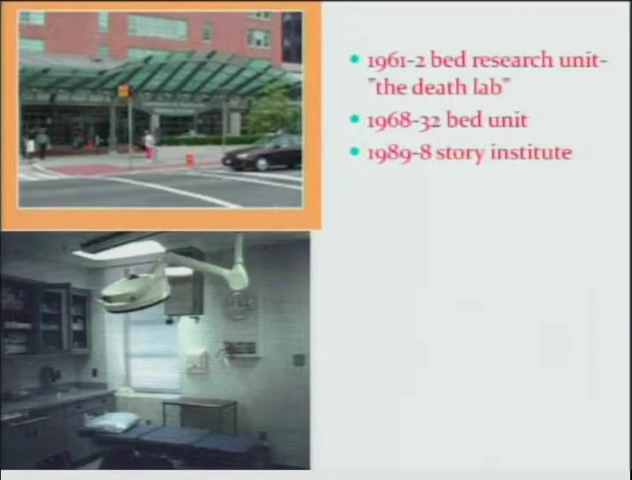 1961-2 bed research unit-
"the death lab"
1968-32 bed unit
1989-8 story institute